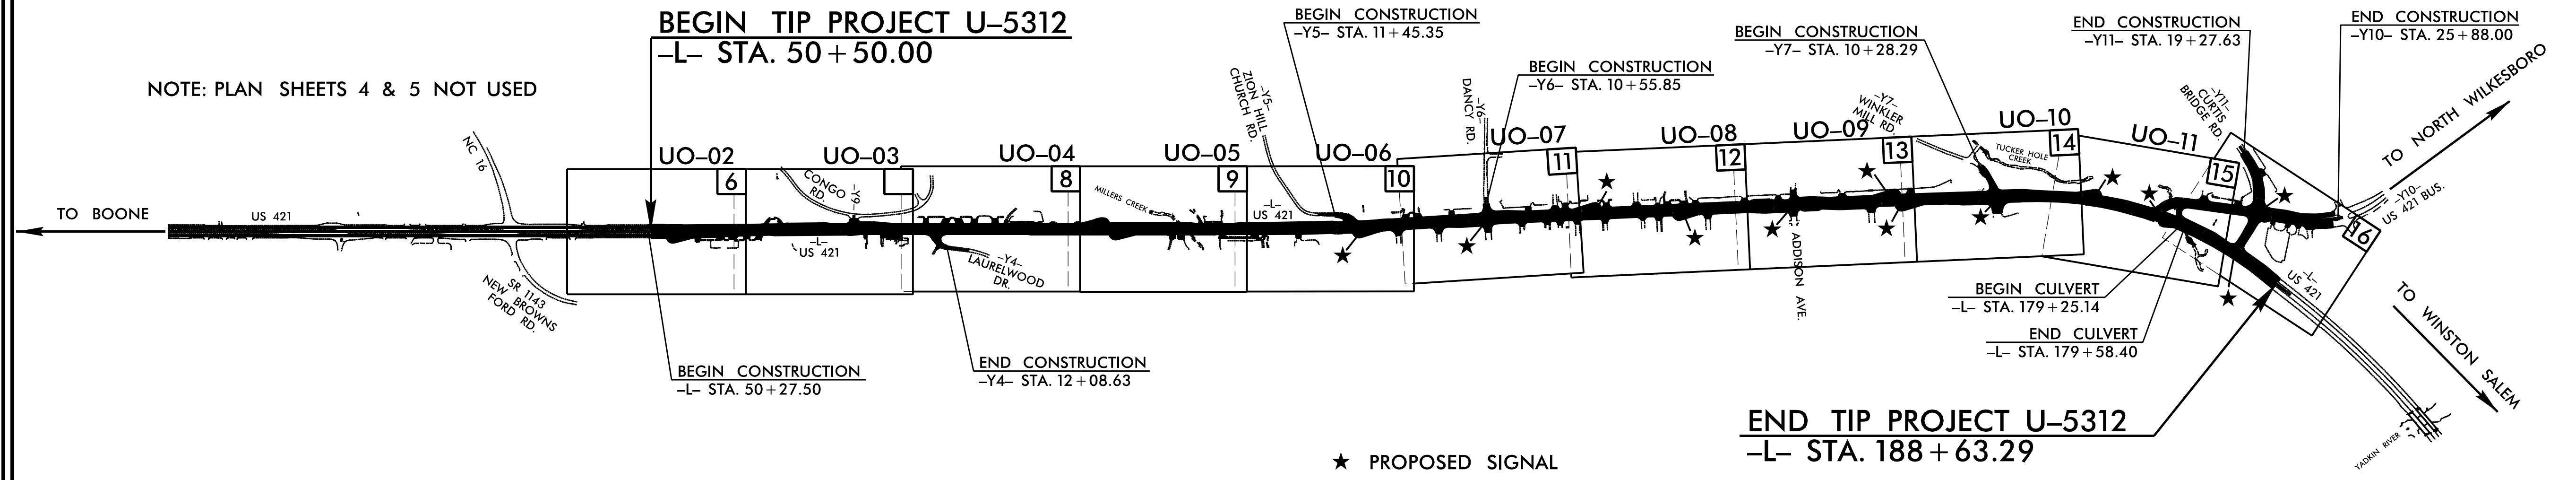 BEGIN TIP PROJECT U–5312
–L– STA. 50+50.00
NOTE: PLAN SHEETS 4 & 5 NOT USED
BEGIN CONSTRUCTION
–Y5– STA. 11+45.35
BEGIN CONSTRUCTION
–Y6– STA. 10+55.85
BEGIN CONSTRUCTION
–Y7– STA. 10+28.29
END CONSTRUCTION
–Y11– STA. 19+27.63
END CONSTRUCTION
–Y10– STA. 25+88.00
TO NORTH WILKESBORO
–Y10–
US 421 BUS.
–Y11–
CURTIS
BRIDGE RD.
–Y7–
WINKLER
MILL RD.
TUCKER HOLE
CREEK
–Y6–
DANCY RD.
–Y5–
ZION HILL
CHURCH RD.
NC 16
UO–02
UO–03
UO–04
UO–05
UO–06
UO–07
UO–08
UO–09
UO–10
UO–11
6
8
9
10
11
12
13
14
15
16
CONGO
RD.
–Y9–
MILLERS CREEK
TO BOONE
US 421
–L–
US 421
–L–
US 421
–L–
US 421
–Y4–
LAURELWOOD
DR.
SR 1143
NEW BROWNS
FORD RD.
ADDISON AVE.
BEGIN CULVERT
–L– STA. 179+25.14
END CULVERT
–L– STA. 179+58.40
BEGIN CONSTRUCTION
–L– STA. 50+27.50
END CONSTRUCTION
–Y4– STA. 12+08.63
TO WINSTON SALEM
END TIP PROJECT U–5312
–L– STA. 188+63.29
★ PROPOSED SIGNAL
YADKIN RIVER